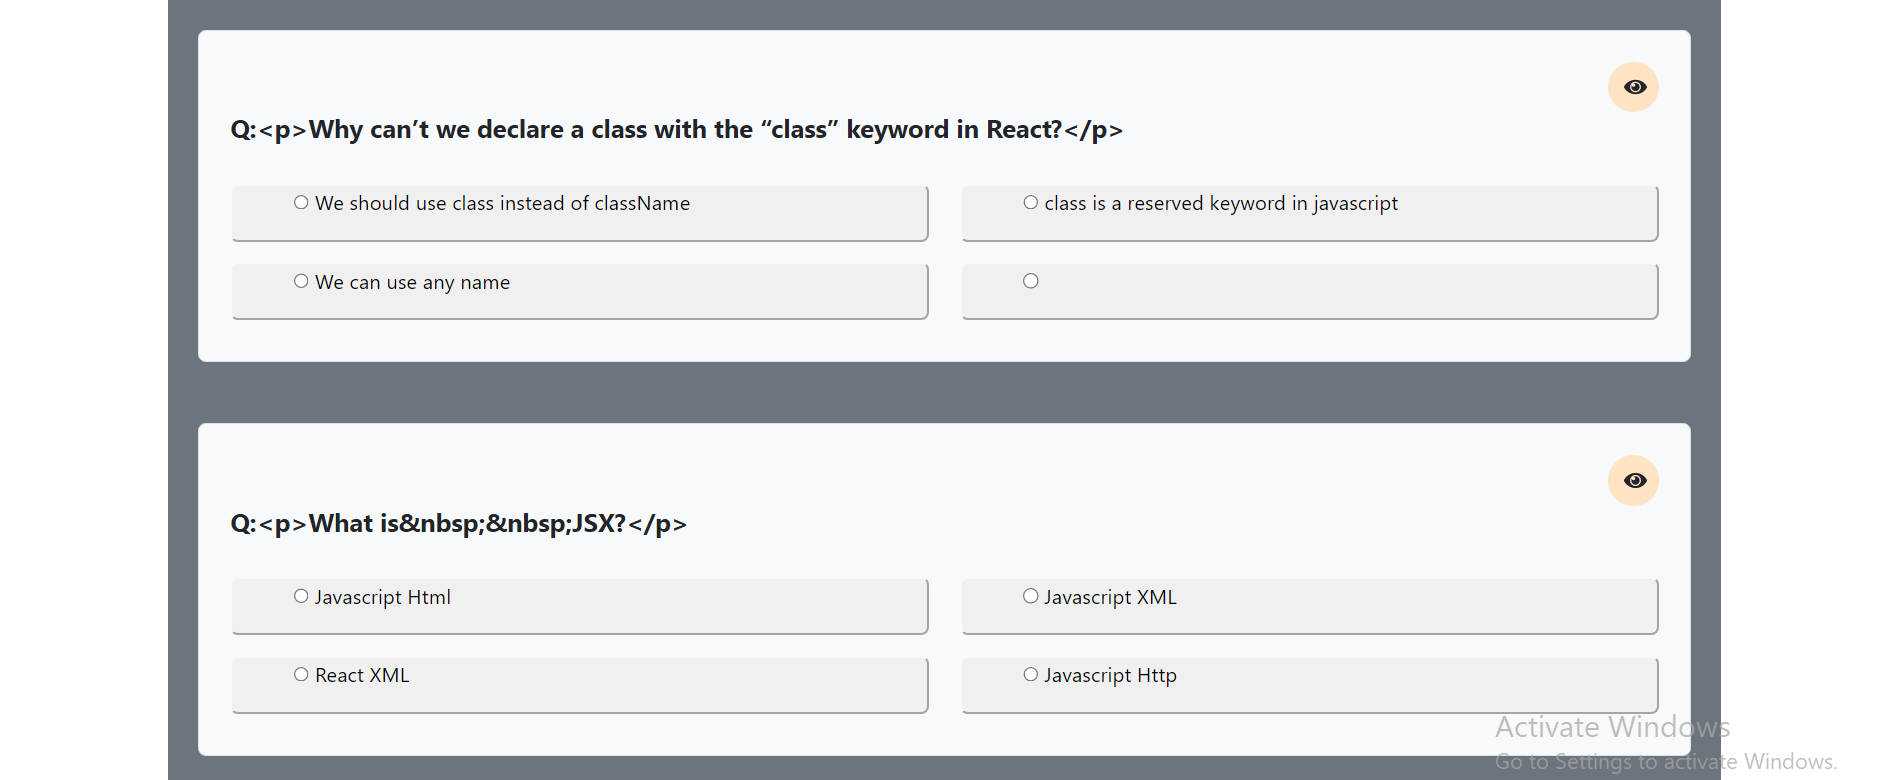 Q:<p>Why can’t we declare a class with the “class” keyword in React?</p>
We should use class instead of className
class is a reserved keyword in javascript
We can use any name
Q:<p>What is&nbsp;&nbsp;JSX?</p>
Javascript Html
Javascript XML
React XML
Javascript Http
Activate Windows
Go to Settings to activate Windows.